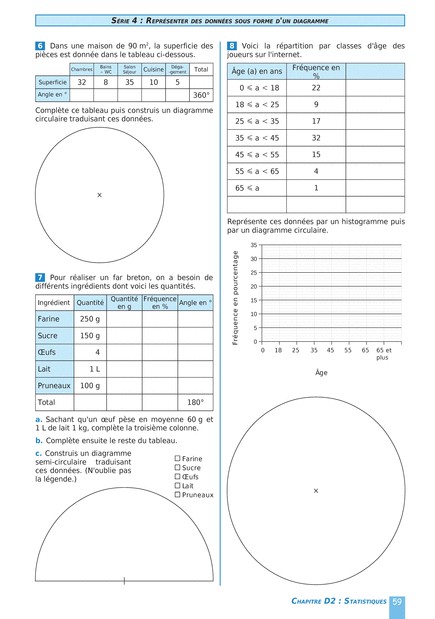 SÉRIE 4 : REPRÉSENTER DES DONNÉES SOUS FORME D'UN DIAGRAMME
6 Dans une maison de 90 m², la superficie des
pièces est donnée dans le tableau ci-dessous.
Chambres Bains - WC Salon Séjour Cuisine Déga-gement Total
Superficie 32 8 35 10 5
Angle en ° 360°
Complète ce tableau puis construis un diagramme
circulaire traduisant ces données.
7 Pour réaliser un far breton, on a besoin de
différents ingrédients dont voici les quantités.
Ingrédient Quantité Quantité en g Fréquence en % Angle en °
Farine 250 g
Sucre 150 g
Œufs 4
Lait 1 L
Pruneaux 100 g
Total 180°
a. Sachant qu'un œuf pèse en moyenne 60 g et
1 L de lait 1 kg, complète la troisième colonne.
b. Complète ensuite le reste du tableau.
c. Construis un diagramme
semi-circulaire traduisant
ces données. (N'oublie pas
la légende.)
Farine
Sucre
Œufs
Lait
Pruneaux
8 Voici la répartition par classes d'âge des
joueurs sur l'internet.
Âge (a) en ans Fréquence en %
0 ⩽ a < 18 22
18 ⩽ a < 25 9
25 ⩽ a < 35 17
35 ⩽ a < 45 32
45 ⩽ a < 55 15
55 ⩽ a < 65 4
65 ⩽ a 1
Représente ces données par un histogramme puis
par un diagramme circulaire.
Fréquence en pourcentage
35
30
25
20
15
10
5
0
0 18 25 35 45 55 65 65 et plus
Âge
CHAPITRE D2 : STATISTIQUES 59